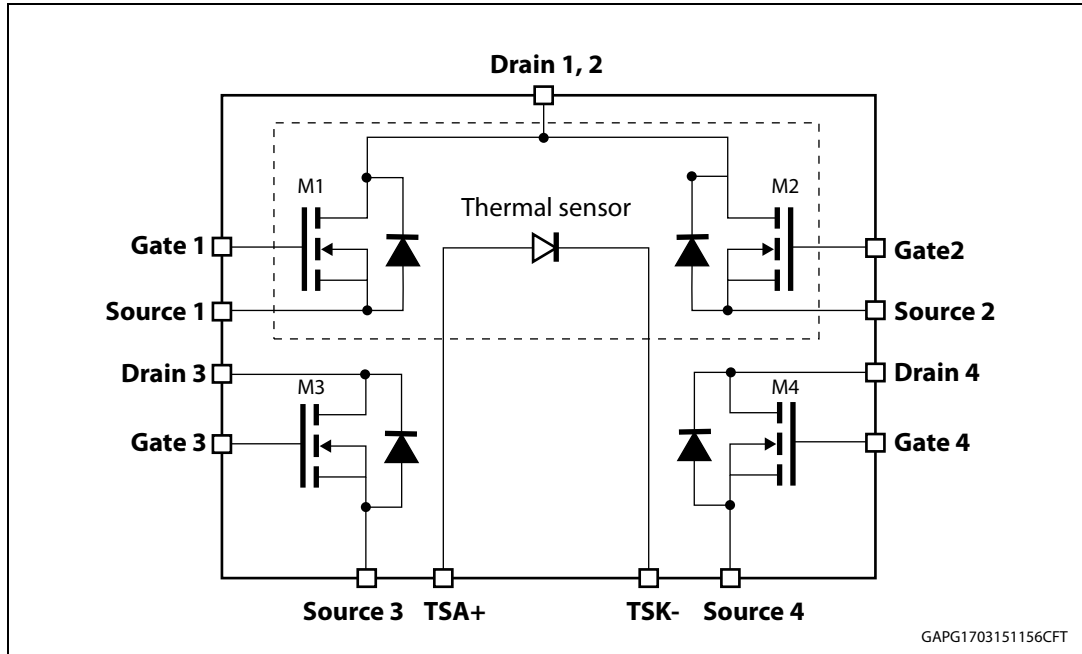 Drain 1, 2
M1
M2
Thermal sensor
Gate 1
Gate2
Source 1
Source 2
Drain 3
Drain 4
M3
M4
Gate 3
Gate 4
Source 3
TSA+
TSK-
Source 4
GAPG1703151156CFT